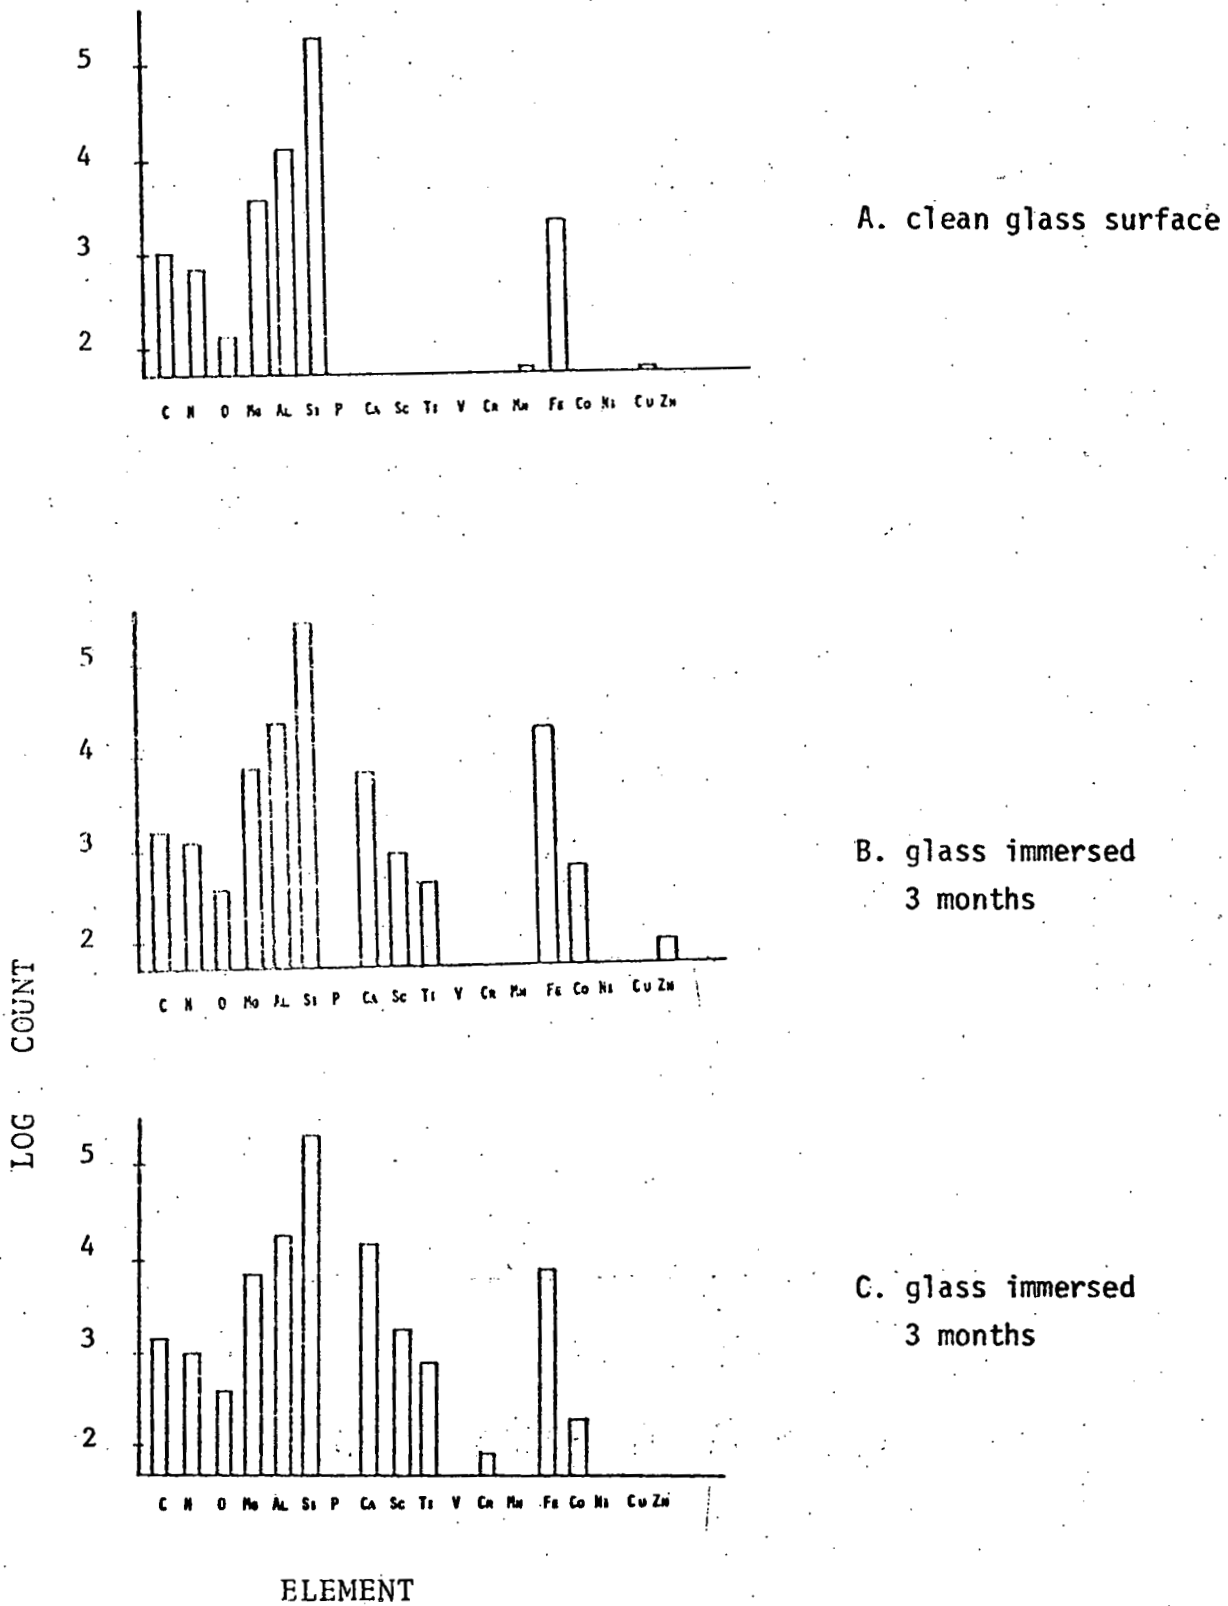 5
4
3
2
C N O Mg AL Si P CA Sc Ti V CR Mn FE Co Ni Cu Zn
A. clean glass surface
5
4
3
2
C N O Mg AL Si P CA Sc Ti V CR Mn FE Co Ni Cu Zn
B. glass immersed
3 months
5
4
3
2
C N O Mg AL Si P CA Sc Ti V CR Mn FE Co Ni Cu Zn
C. glass immersed
3 months
LOG COUNT
ELEMENT